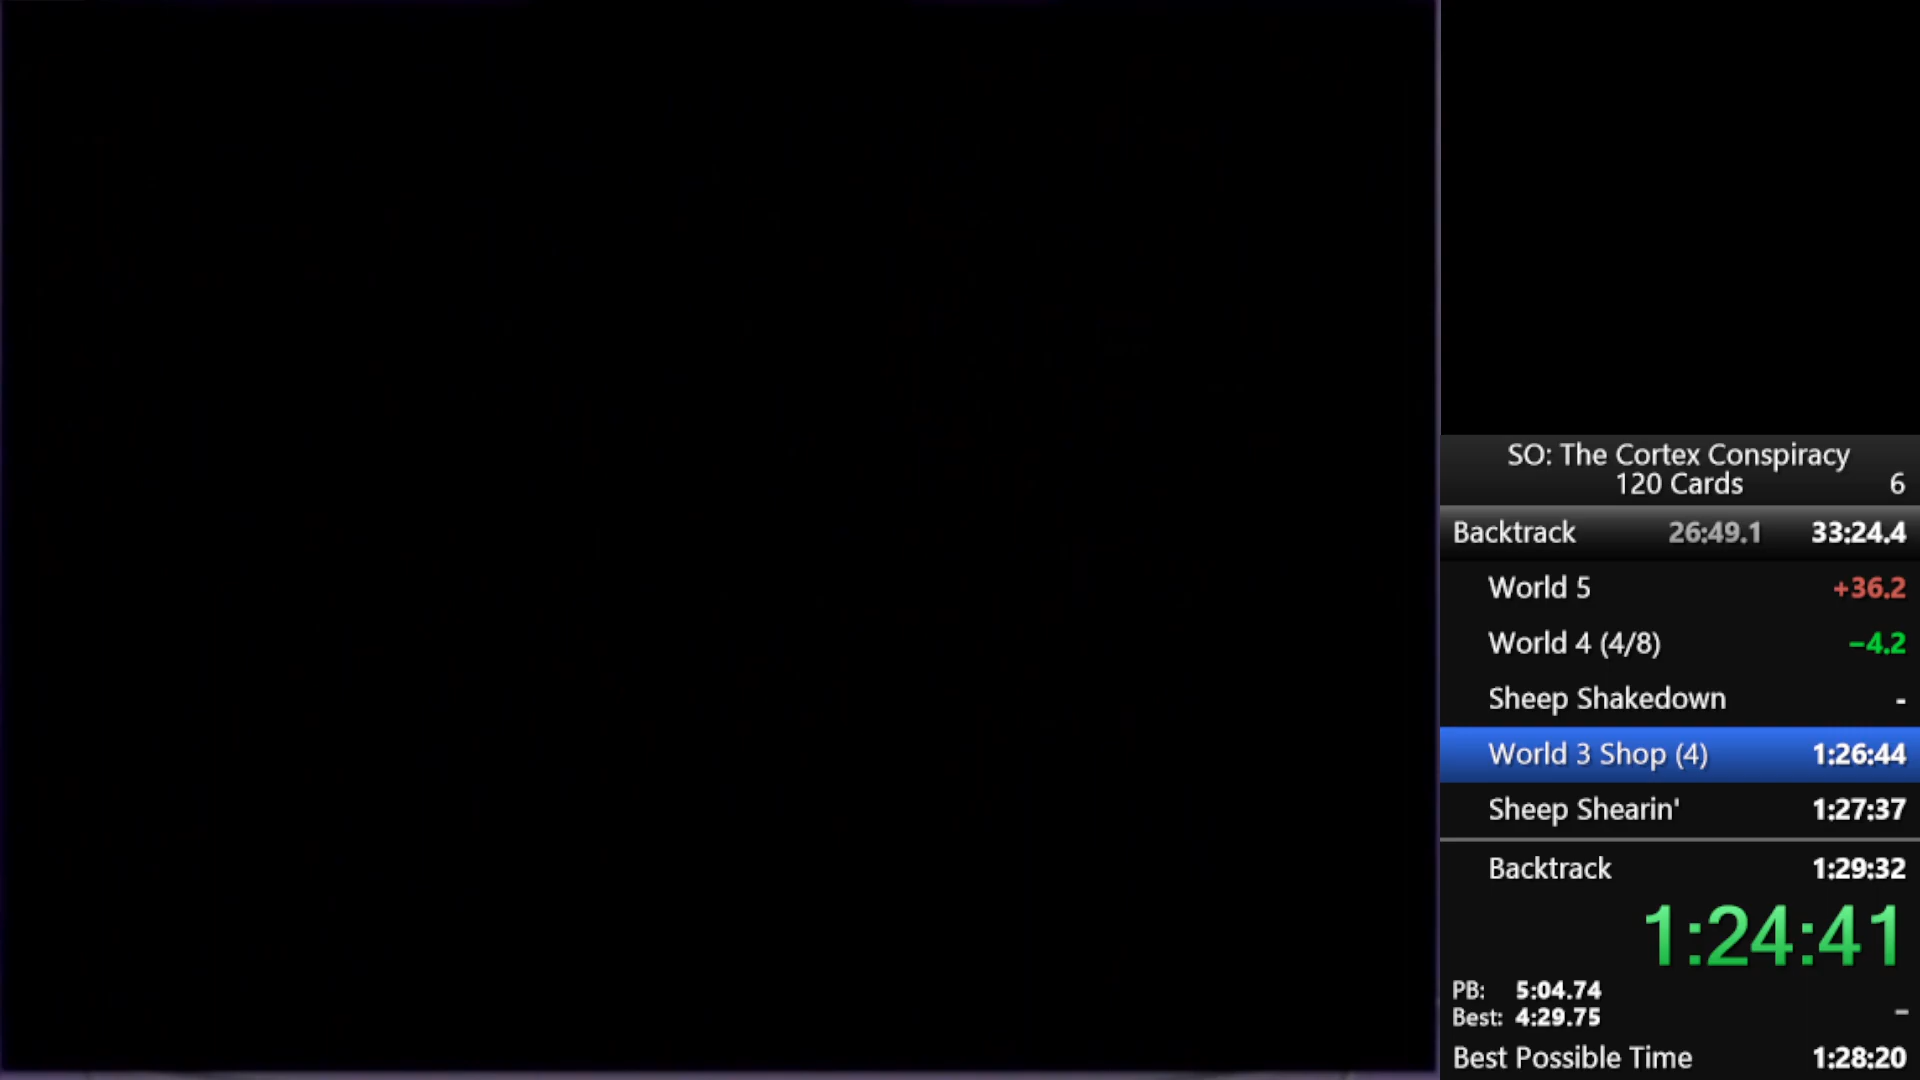 SO: The Cortex Conspiracy
120 Cards 6
Backtrack 26:49.1 33:24.4
World 5 +36.2
World 4 (4/8) −4.2
Sheep Shakedown -
World 3 Shop (4) 1:26:44
Sheep Shearin' 1:27:37
Backtrack 1:29:32
1:24:41
PB: 5:04.74
Best: 4:29.75 –
Best Possible Time 1:28:20